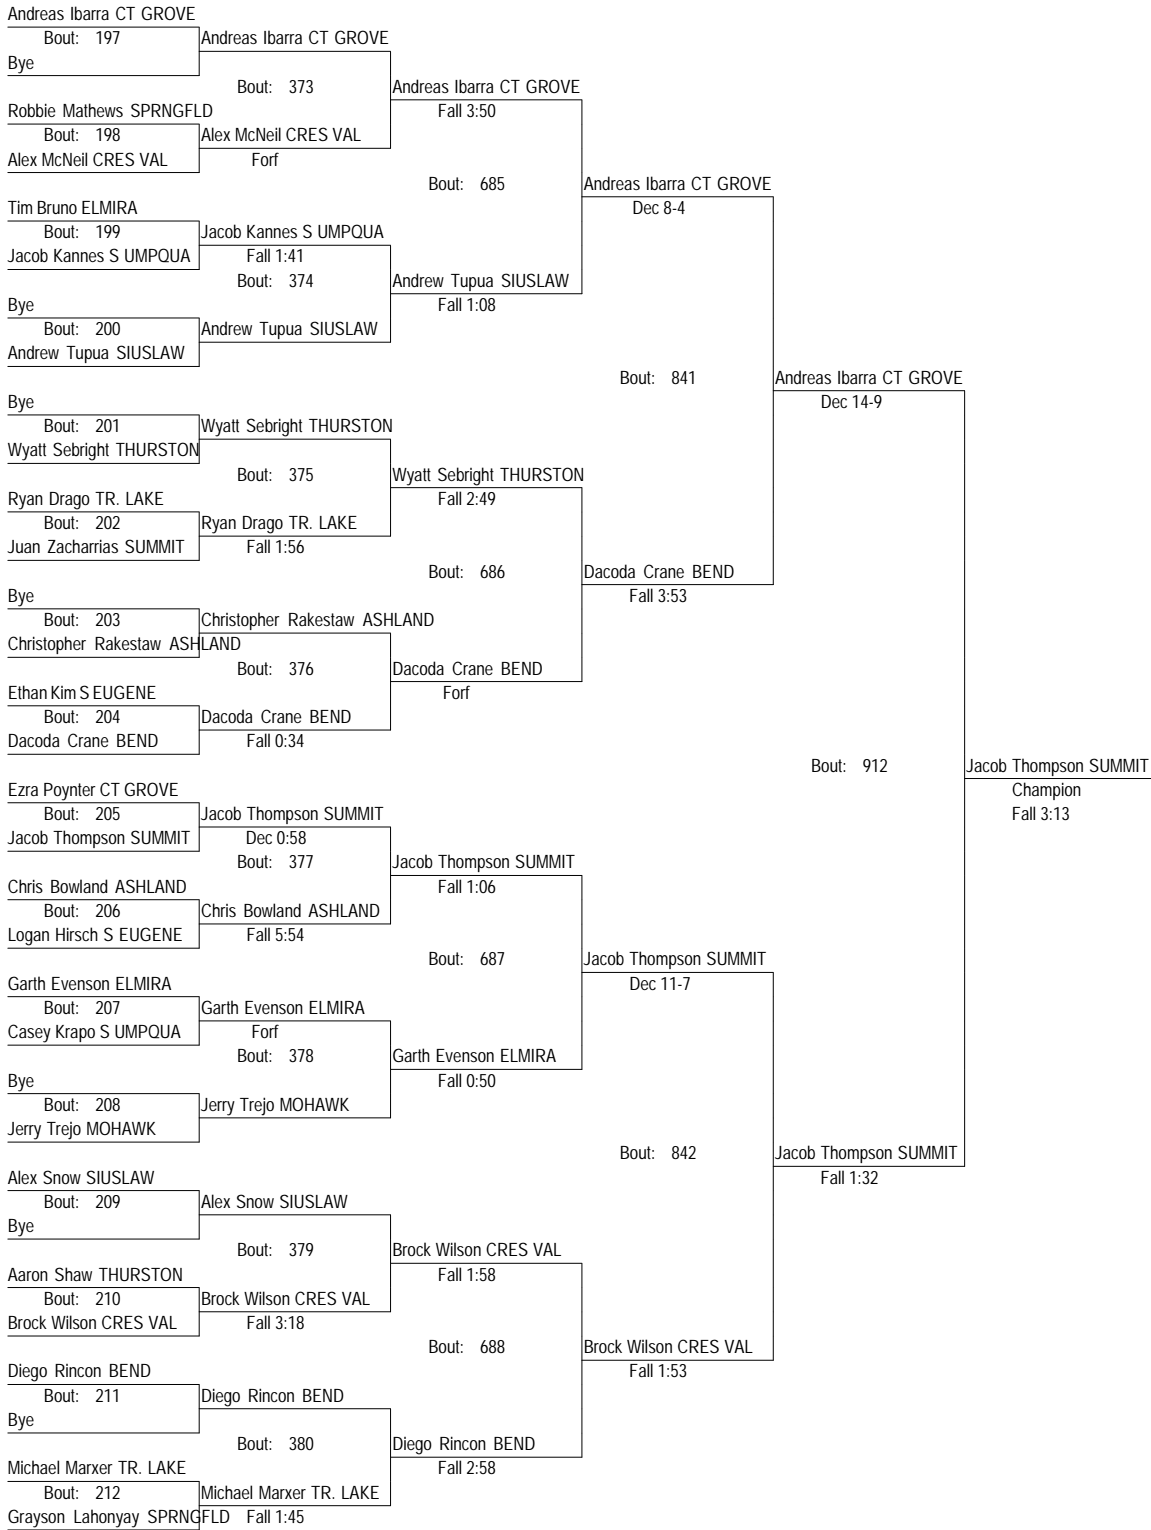 Andreas Ibarra CT GROVE
Bout: 197 Andreas Ibarra CT GROVE
Bye
Bout: 373 Andreas Ibarra CT GROVE
Robbie Mathews SPRNGFLD Fall 3:50
Bout: 198 Alex McNeil CRES VAL
Alex McNeil CRES VAL Forf
Bout: 685 Andreas Ibarra CT GROVE
Tim Bruno ELMIRA Dec 8-4
Bout: 199 Jacob Kannes S UMPQUA
Jacob Kannes S UMPQUA Fall 1:41
Bout: 374 Andrew Tupua SIUSLAW
Bye Fall 1:08
Bout: 200 Andrew Tupua SIUSLAW
Andrew Tupua SIUSLAW
Bout: 841 Andreas Ibarra CT GROVE
Bye Dec 14-9
Bout: 201 Wyatt Sebright THURSTON
Wyatt Sebright THURSTON
Bout: 375 Wyatt Sebright THURSTON
Ryan Drago TR. LAKE Fall 2:49
Bout: 202 Ryan Drago TR. LAKE
Juan Zacharrias SUMMIT Fall 1:56
Bout: 686 Dacoda Crane BEND
Bye Fall 3:53
Bout: 203 Christopher Rakestaw ASHLAND
Christopher Rakestaw ASHLAND
Bout: 376 Dacoda Crane BEND
Ethan Kim S EUGENE Forf
Bout: 204 Dacoda Crane BEND
Dacoda Crane BEND Fall 0:34
Bout: 912 Jacob Thompson SUMMIT
Ezra Poynter CT GROVE Champion
Bout: 205 Jacob Thompson SUMMIT Fall 3:13
Jacob Thompson SUMMIT Dec 0:58
Bout: 377 Jacob Thompson SUMMIT
Chris Bowland ASHLAND Fall 1:06
Bout: 206 Chris Bowland ASHLAND
Logan Hirsch S EUGENE Fall 5:54
Bout: 687 Jacob Thompson SUMMIT
Garth Evenson ELMIRA Dec 11-7
Bout: 207 Garth Evenson ELMIRA
Casey Krapo S UMPQUA Forf
Bout: 378 Garth Evenson ELMIRA
Bye Fall 0:50
Bout: 208 Jerry Trejo MOHAWK
Jerry Trejo MOHAWK
Bout: 842 Jacob Thompson SUMMIT
Alex Snow SIUSLAW Fall 1:32
Bout: 209 Alex Snow SIUSLAW
Bye
Bout: 379 Brock Wilson CRES VAL
Aaron Shaw THURSTON Fall 1:58
Bout: 210 Brock Wilson CRES VAL
Brock Wilson CRES VAL Fall 3:18
Bout: 688 Brock Wilson CRES VAL
Diego Rincon BEND Fall 1:53
Bout: 211 Diego Rincon BEND
Bye
Bout: 380 Diego Rincon BEND
Michael Marxer TR. LAKE Fall 2:58
Bout: 212 Michael Marxer TR. LAKE
Grayson Lahonyay SPRNGFLD Fall 1:45